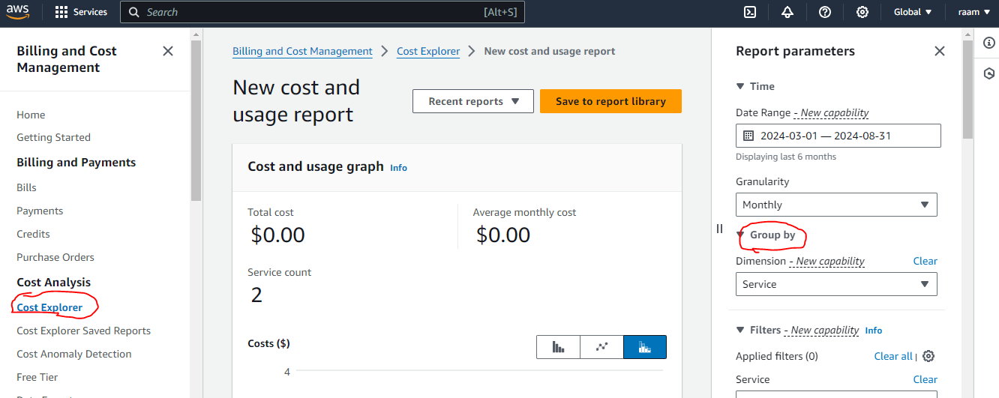 aws
Services
Search [Alt+S]
Global
raam
Billing and Cost
Management
Home
Getting Started
Billing and Payments
Bills
Payments
Credits
Purchase Orders
Cost Analysis
Cost Explorer
Cost Explorer Saved Reports
Cost Anomaly Detection
Free Tier
Billing and Cost Management > Cost Explorer > New cost and usage report
New cost and
usage report
Recent reports
Save to report library
Cost and usage graph Info
Total cost
$0.00
Average monthly cost
$0.00
Service count
2
Costs ($)
4
Report parameters
Time
Date Range - New capability
2024-03-01 — 2024-08-31
Displaying last 6 months
Granularity
Monthly
Group by
Dimension - New capability Clear
Service
Filters - New capability Info
Applied filters (0) Clear all |
Service Clear